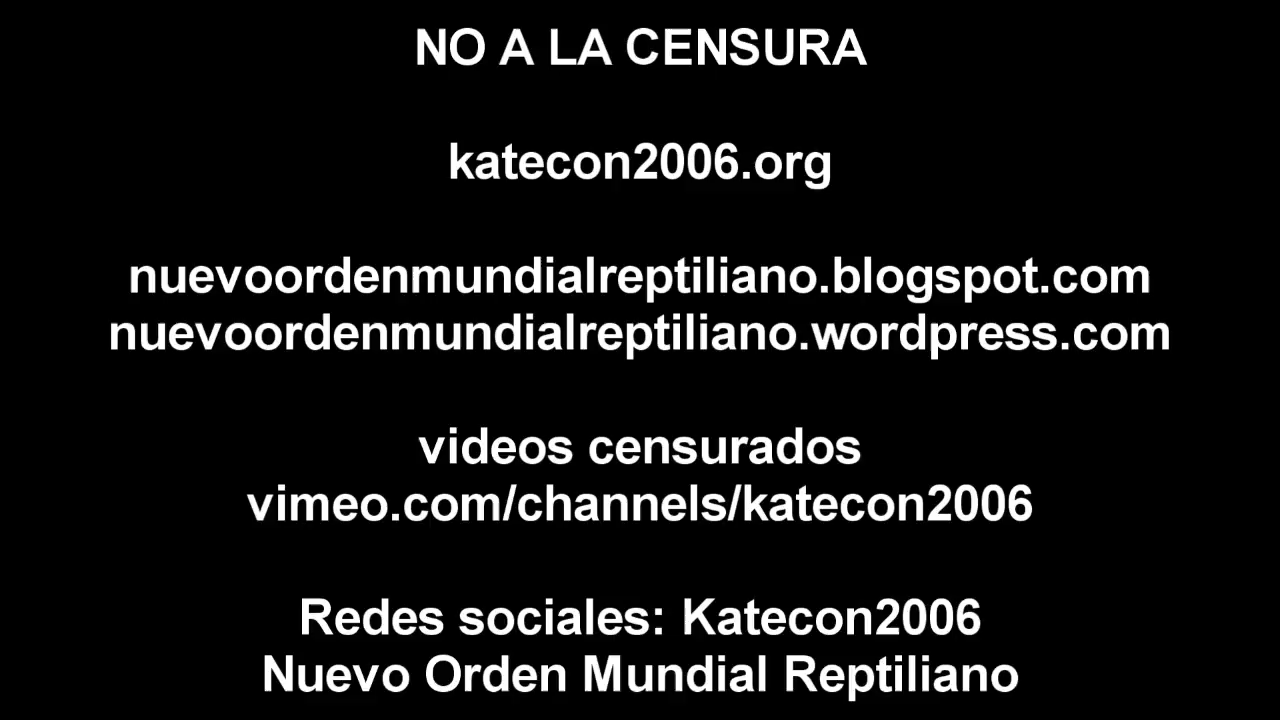 NO A LA CENSURA
katecon2006.org
nuevoordenmundialreptiliano.blogspot.com
nuevoordenmundialreptiliano.wordpress.com
videos censurados
vimeo.com/channels/katecon2006
Redes sociales: Katecon2006
Nuevo Orden Mundial Reptiliano